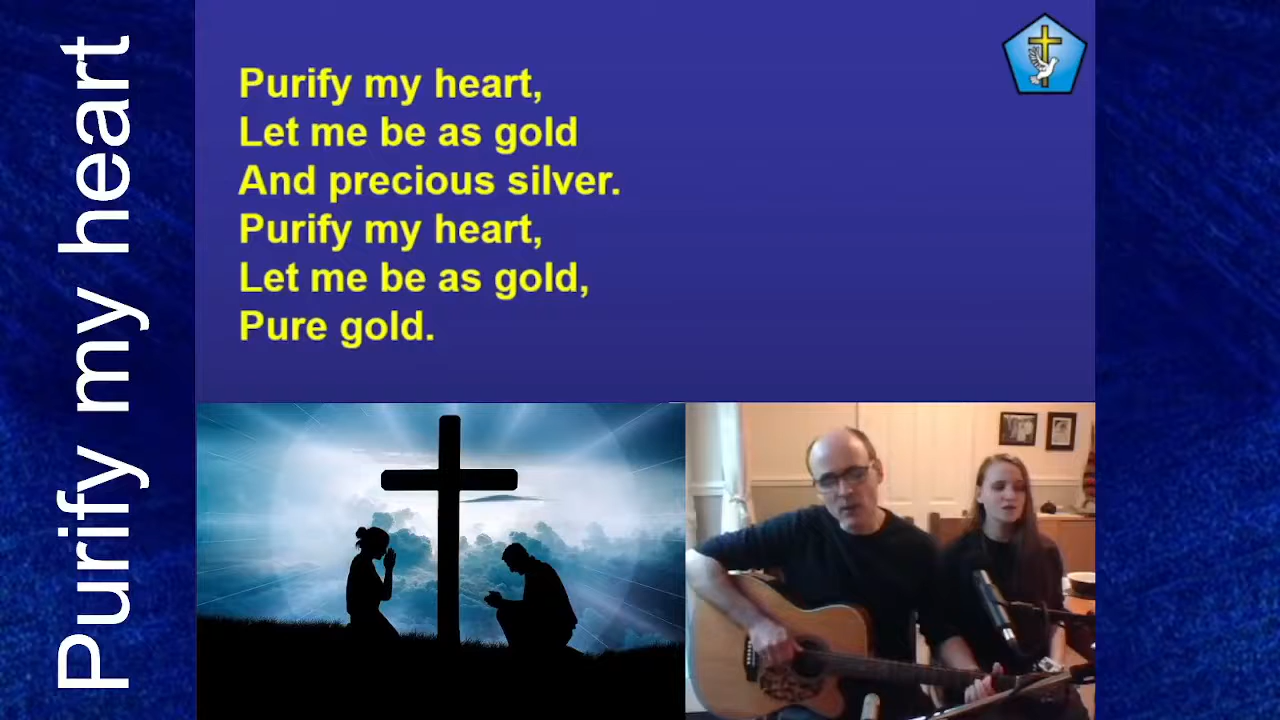 Purify my heart
Purify my heart,
Let me be as gold
And precious silver.
Purify my heart,
Let me be as gold,
Pure gold.